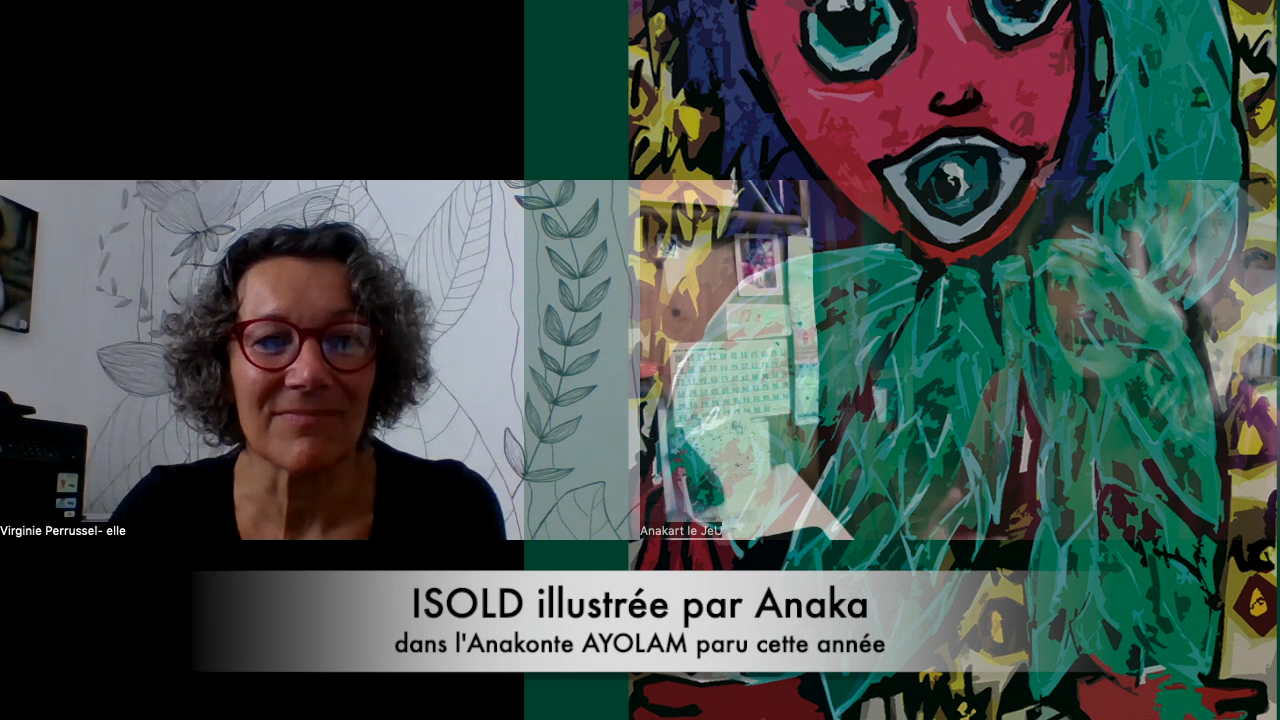 Virginie Perrussel- elle
Anakart le JeU
ISOLD illustrée par Anaka
dans l'Anakonte AYOLAM paru cette année